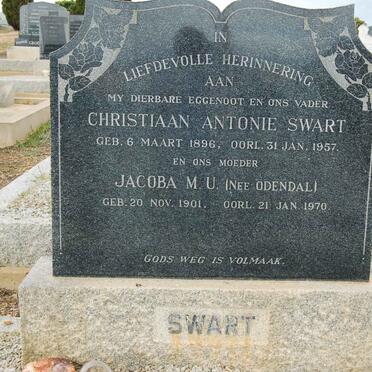 IN
LIEFDEVOLLE HERINNERING
AAN
MY DIERBARE EGGENOOT EN ONS VADER
CHRISTIAAN ANTONIE SWART
GEB. 6 MAART 1896, OORL. 31 JAN. 1957.
EN ONS MOEDER
JACOBA M. U. (NEE ODENDAL)
GEB. 20 NOV. 1901, OORL. 21 JAN. 1970.
GODS WEG IS VOLMAAK.
SWART